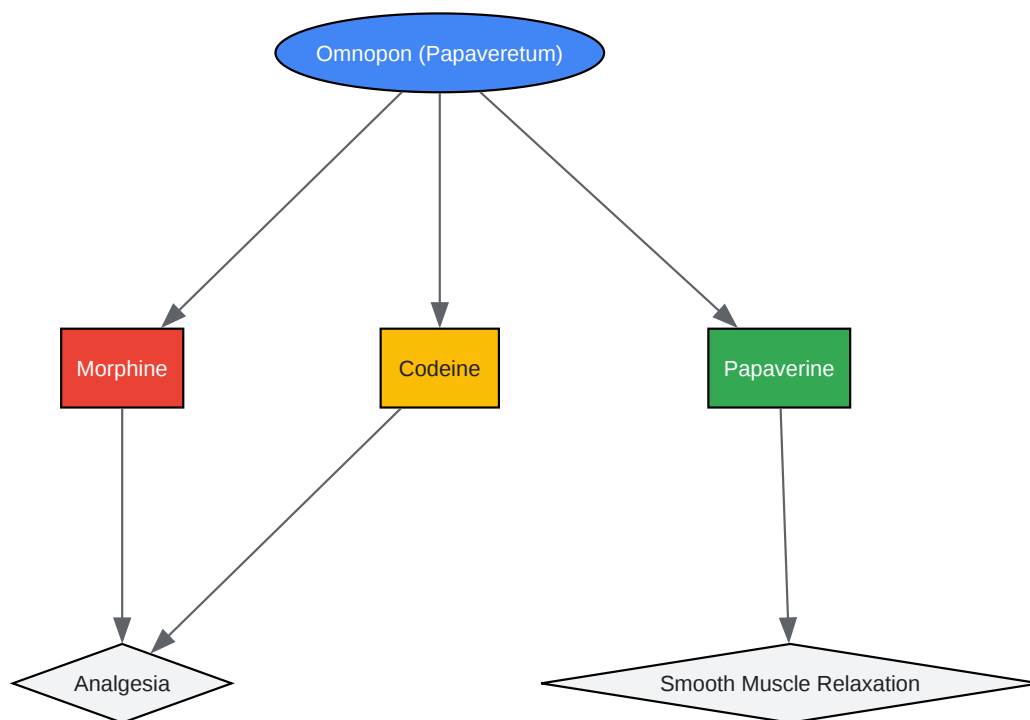 Omnopon (Papaveretum)
Morphine
Codeine
Papaverine
Analgesia
Smooth Muscle Relaxation